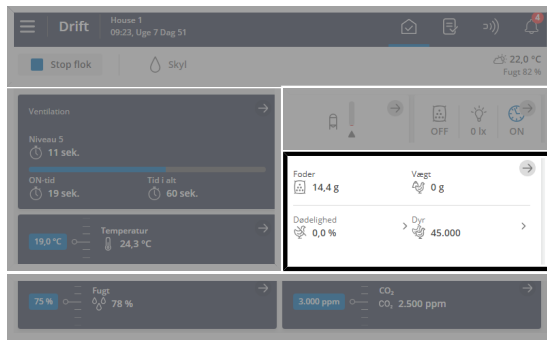 Drift
House 1
09:23, Uge 7 Dag 51
4
Stop flok
Skyl
22,0 °C
Fugt 82 %
Ventilation
Niveau 5
11 sek.
ON-tid
19 sek.
Tid i alt
60 sek.
OFF
0 lx
ON
Foder
14,4 g
Vægt
0 g
Dødelighed
0,0 %
Dyr
45.000
19,0 °C
Temperatur
24,3 °C
75 %
Fugt
78 %
3.000 ppm
CO₂
CO₂ 2.500 ppm